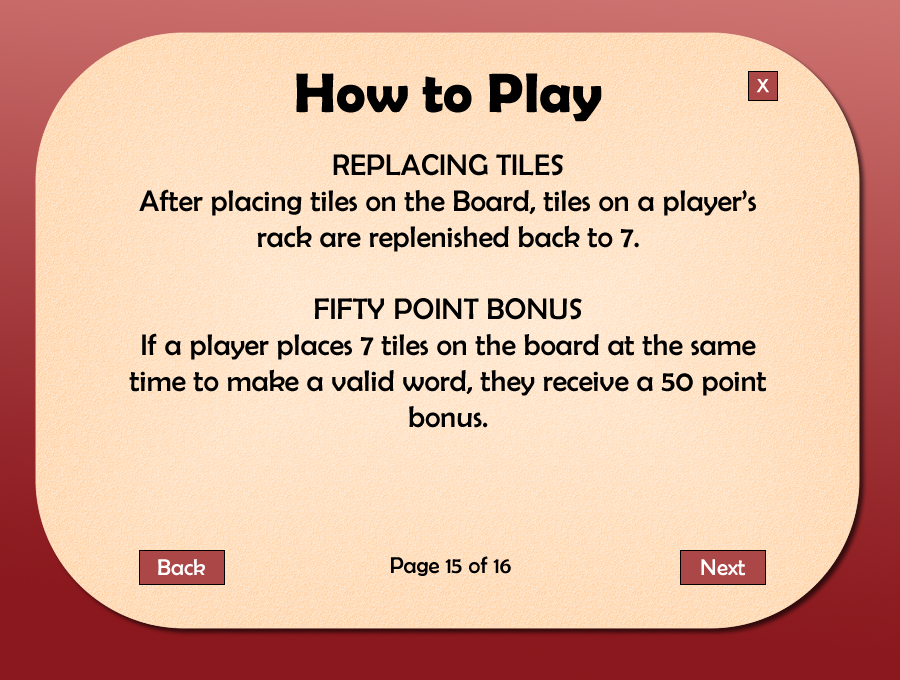 How to Play
X
REPLACING TILES
After placing tiles on the Board, tiles on a player’s
rack are replenished back to 7.
FIFTY POINT BONUS
If a player places 7 tiles on the board at the same
time to make a valid word, they receive a 50 point
bonus.
Back
Page 15 of 16
Next